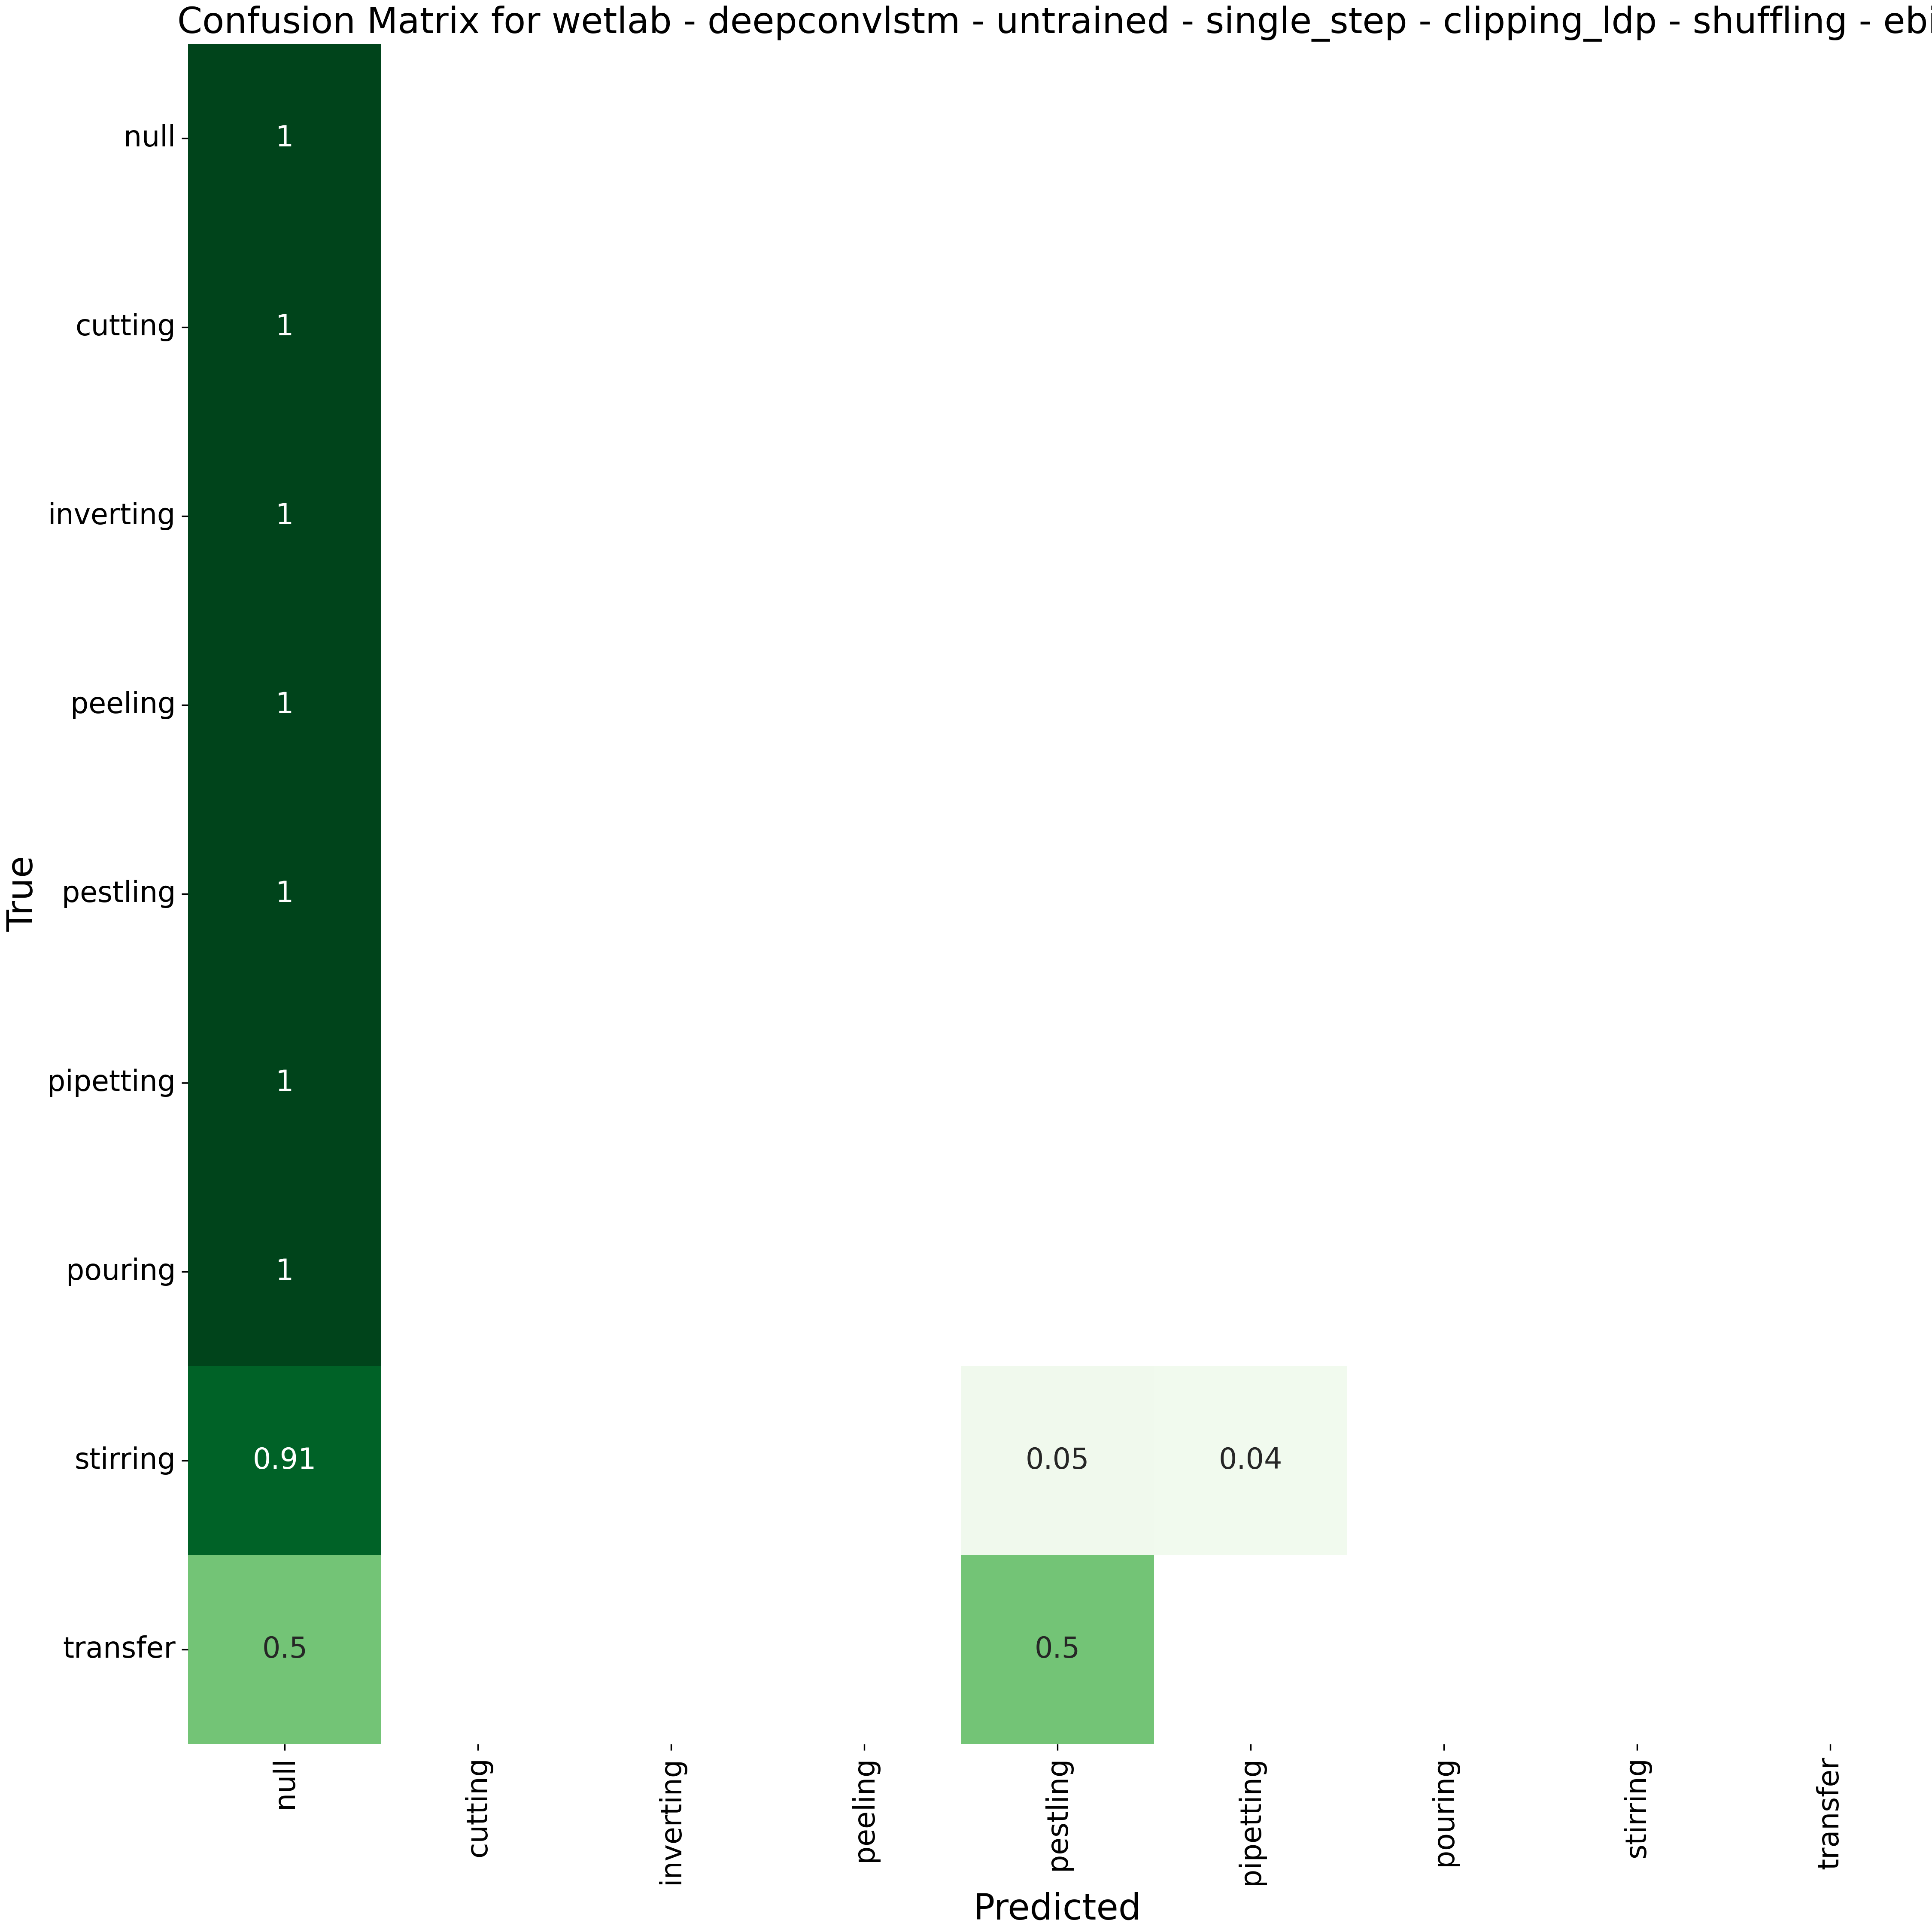 Confusion Matrix for wetlab - deepconvlstm - untrained - single_step - clipping_ldp - shuffling - ebi
null 1
cutting 1
inverting 1
peeling 1
pestling 1
pipetting 1
pouring 1
stirring 0.91 0.05 0.04
transfer 0.5 0.5
True
null cutting inverting peeling pestling pipetting pouring stirring transfer
Predicted